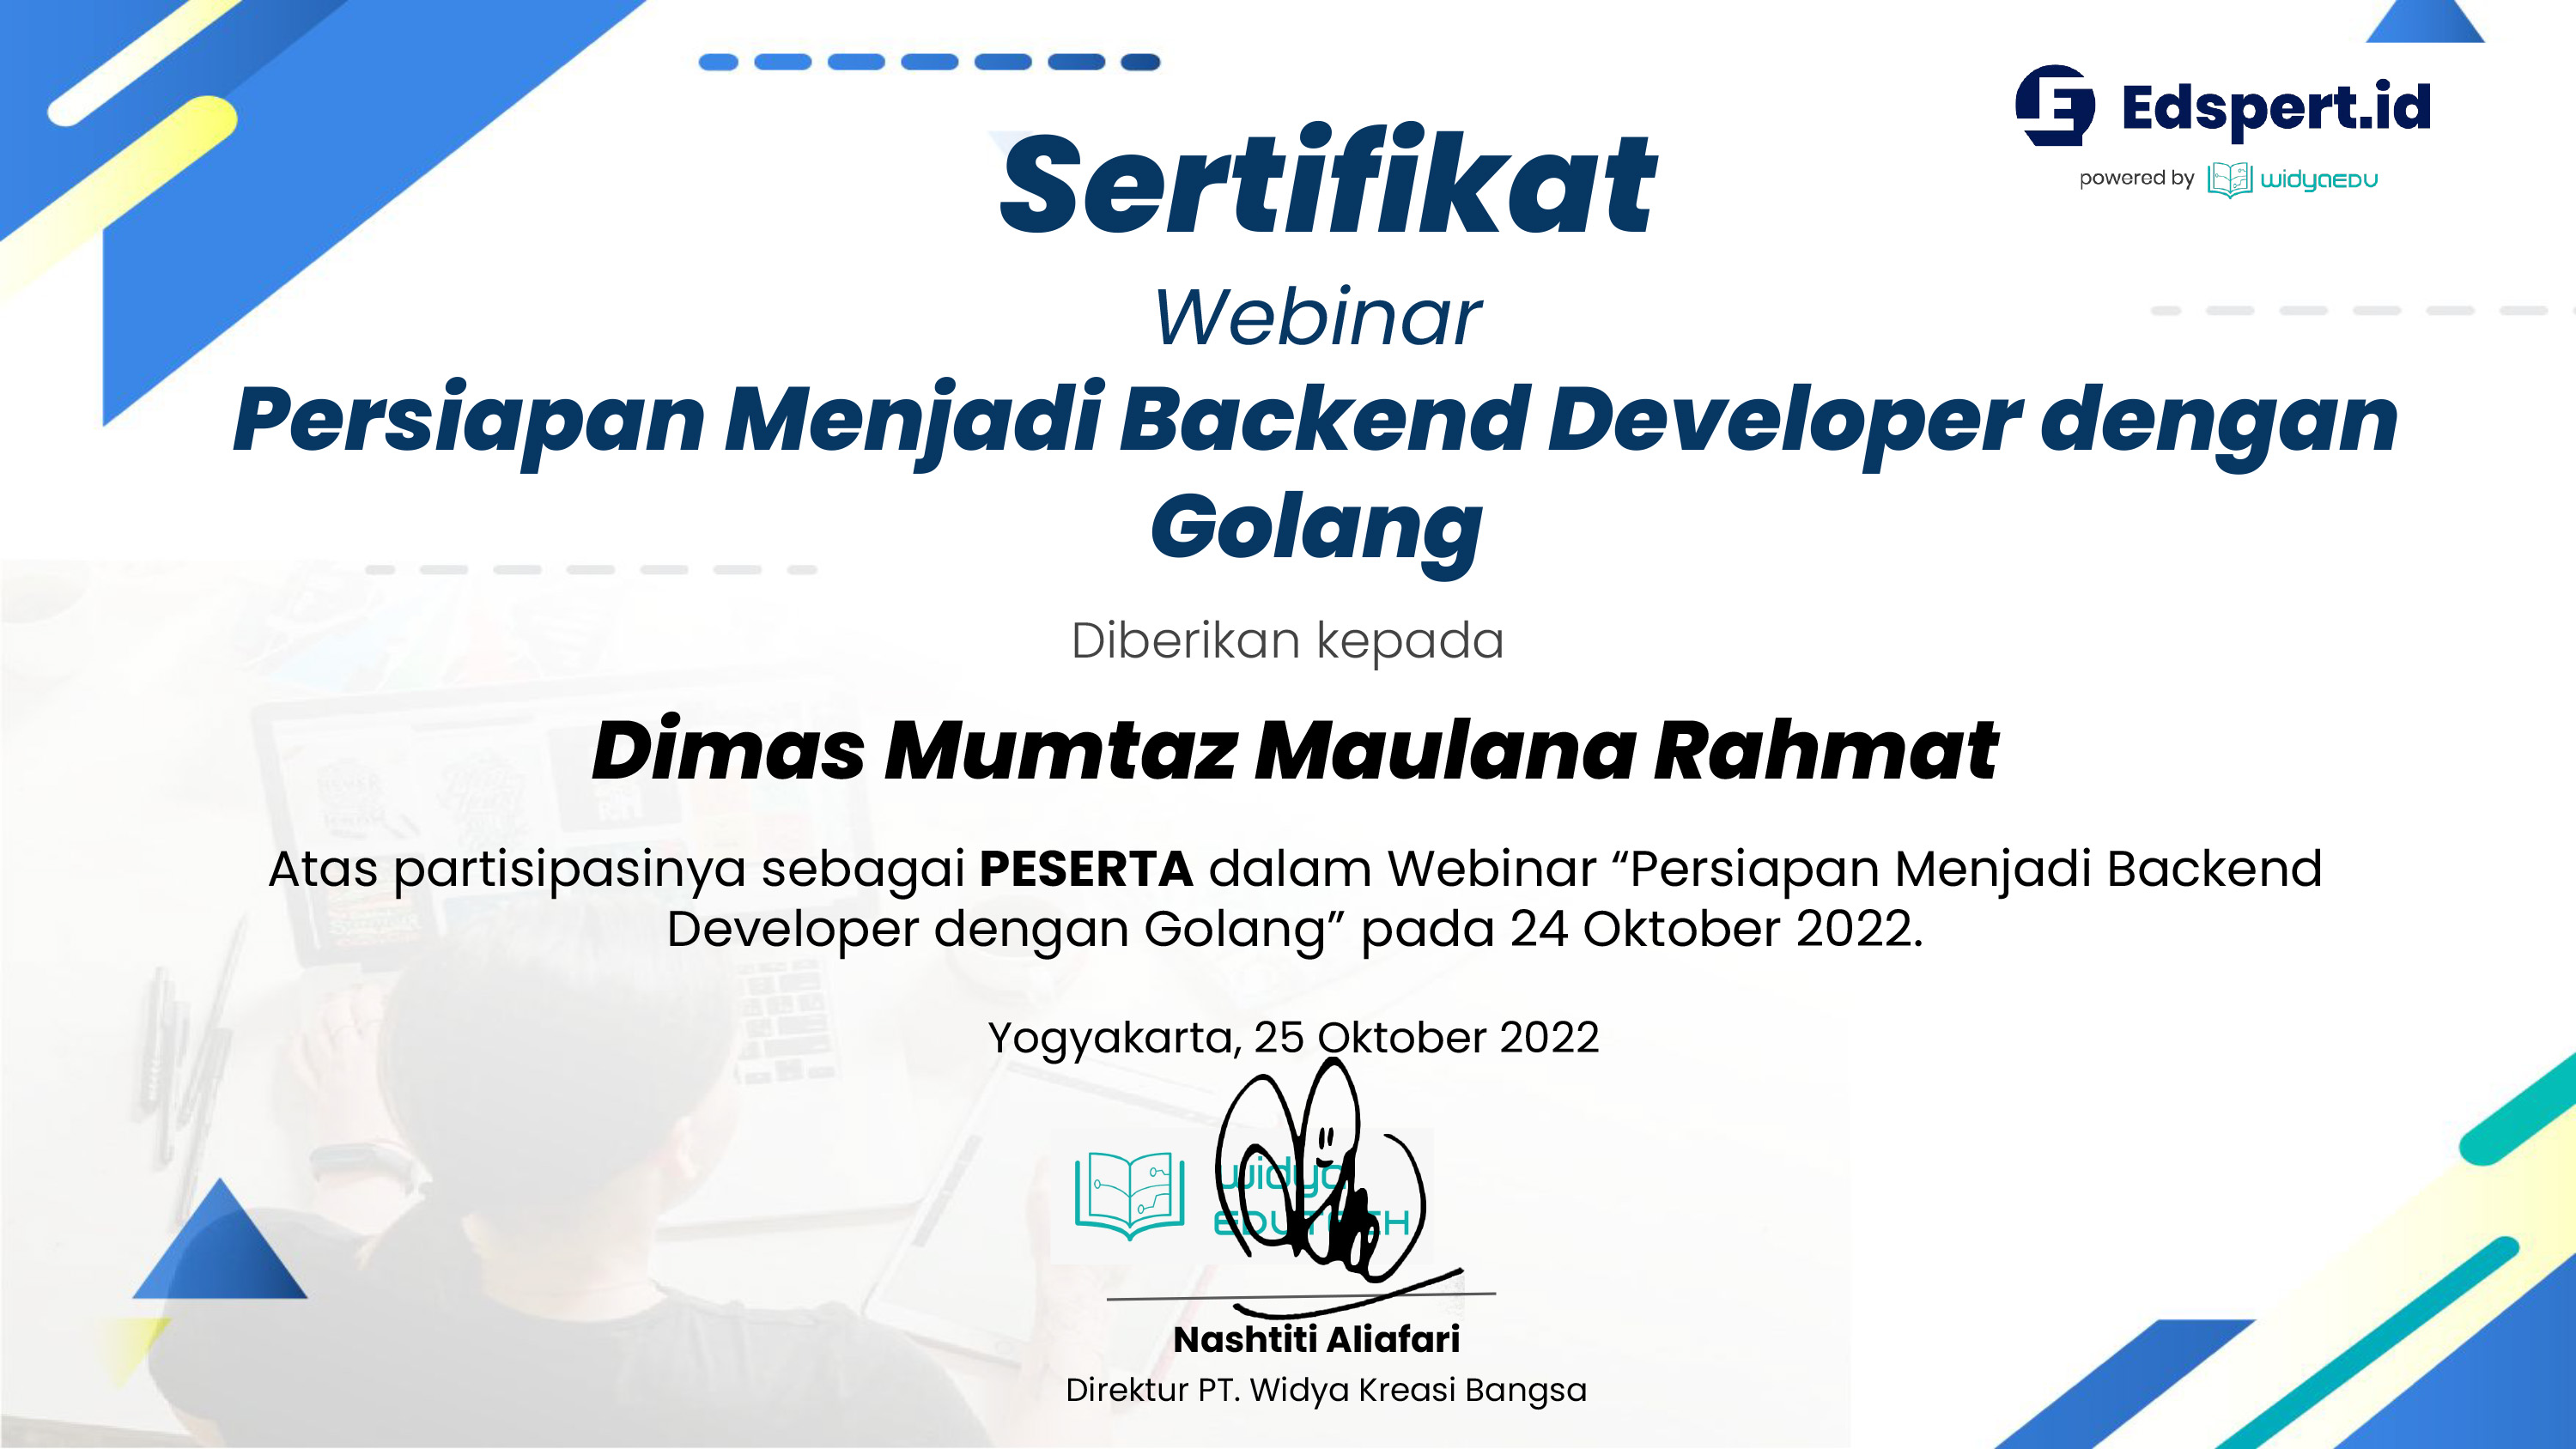 Edspert.id
powered by widyaEDU
Sertifikat
Webinar
Persiapan Menjadi Backend Developer dengan
Golang
Diberikan kepada
Dimas Mumtaz Maulana Rahmat
Atas partisipasinya sebagai PESERTA dalam Webinar “Persiapan Menjadi Backend
Developer dengan Golang” pada 24 Oktober 2022.
Yogyakarta, 25 Oktober 2022
widya
EDUTECH
Nashtiti Aliafari
Direktur PT. Widya Kreasi Bangsa